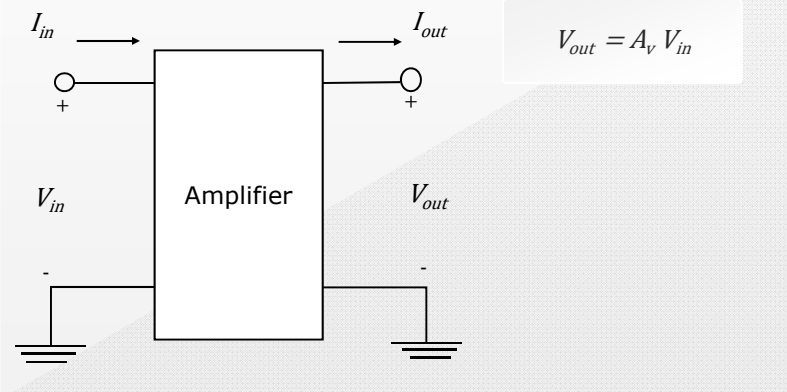 I_in
I_out
V_out = A_v V_in
+
+
V_in
Amplifier
V_out
-
-